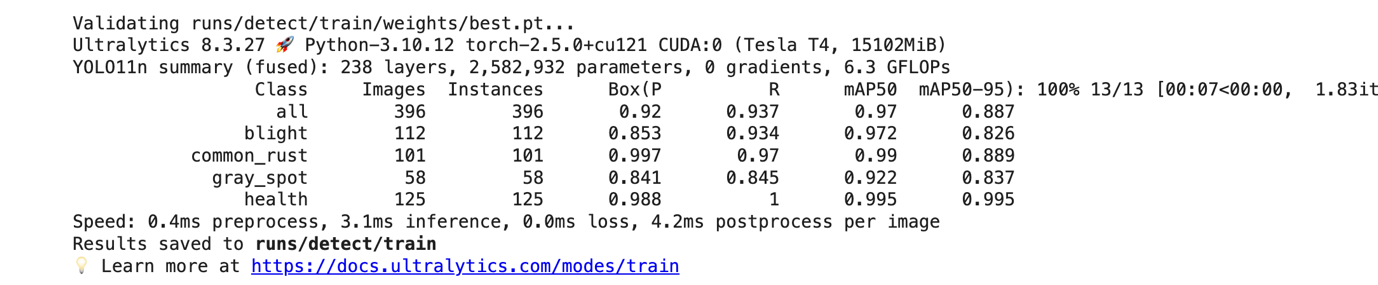 Validating runs/detect/train/weights/best.pt...
Ultralytics 8.3.27 🚀 Python-3.10.12 torch-2.5.0+cu121 CUDA:0 (Tesla T4, 15102MiB)
YOLO11n summary (fused): 238 layers, 2,582,932 parameters, 0 gradients, 6.3 GFLOPs
Class Images Instances Box(P R mAP50 mAP50-95): 100% 13/13 [00:07<00:00, 1.83it
all 396 396 0.92 0.937 0.97 0.887
blight 112 112 0.853 0.934 0.972 0.826
common_rust 101 101 0.997 0.97 0.99 0.889
gray_spot 58 58 0.841 0.845 0.922 0.837
health 125 125 0.988 1 0.995 0.995
Speed: 0.4ms preprocess, 3.1ms inference, 0.0ms loss, 4.2ms postprocess per image
Results saved to runs/detect/train
💡 Learn more at https://docs.ultralytics.com/modes/train